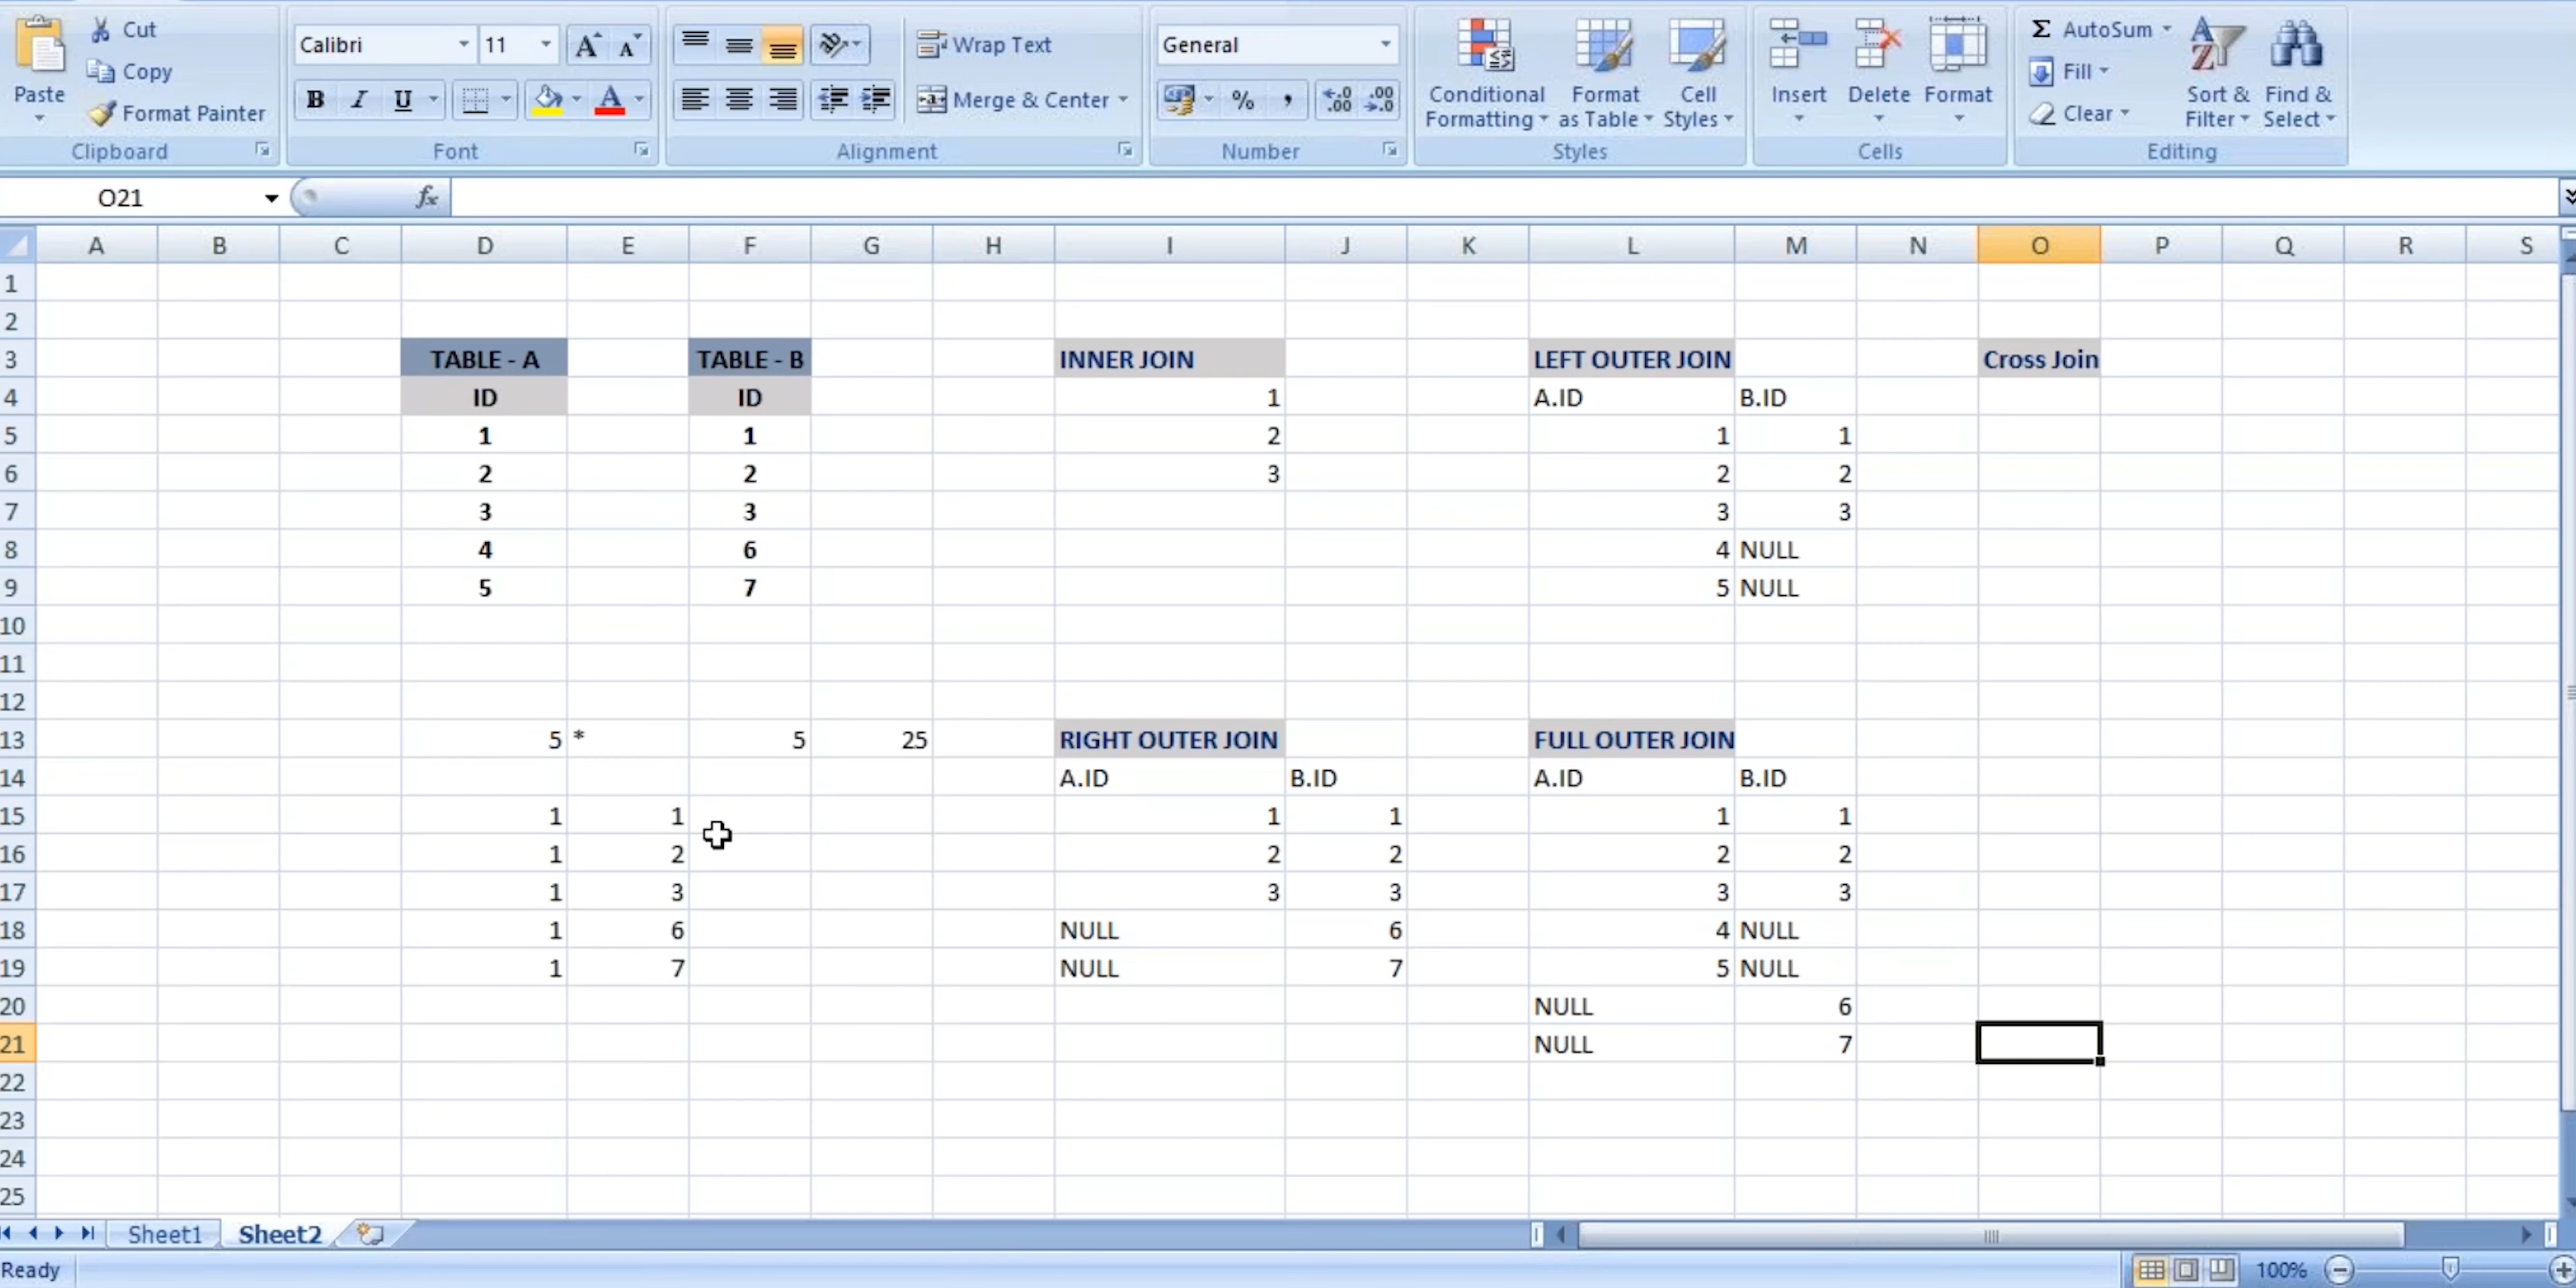 Cut
Copy
Format Painter
Paste
Clipboard
Calibri 11
B I U
Font
Wrap Text
Merge & Center
Alignment
General
% ,
Number
Conditional Formatting
Format as Table
Cell Styles
Styles
Insert
Delete
Format
Cells
Σ AutoSum
Fill
Clear
Sort & Filter
Find & Select
Editing
O21 fx
A B C D E F G H I J K L M N O P Q R S
1
2
3 TABLE - A TABLE - B INNER JOIN LEFT OUTER JOIN Cross Join
4 ID ID 1 A.ID B.ID
5 1 1 2 1 1
6 2 2 3 2 2
7 3 3 3 3
8 4 6 4 NULL
9 5 7 5 NULL
10
11
12
13 5 * 5 25 RIGHT OUTER JOIN FULL OUTER JOIN
14 A.ID B.ID A.ID B.ID
15 1 1 1 1 1 1
16 1 2 2 2 2 2
17 1 3 3 3 3 3
18 1 6 NULL 6 4 NULL
19 1 7 NULL 7 5 NULL
20 NULL 6
21 NULL 7
22
23
24
25
Sheet1 Sheet2
Ready 100%